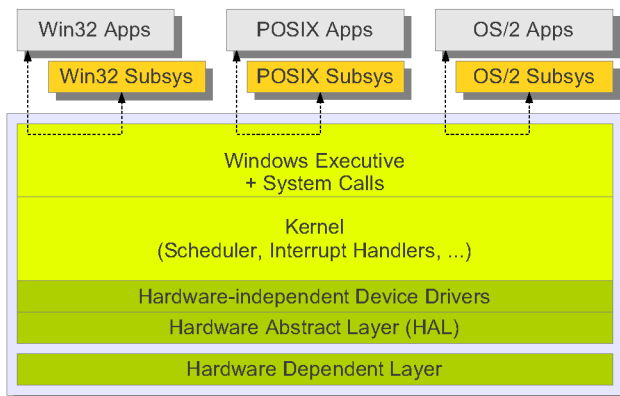 Win32 Apps
POSIX Apps
OS/2 Apps
Win32 Subsys
POSIX Subsys
OS/2 Subsys
Windows Executive
+ System Calls
Kernel
(Scheduler, Interrupt Handlers, ...)
Hardware-independent Device Drivers
Hardware Abstract Layer (HAL)
Hardware Dependent Layer